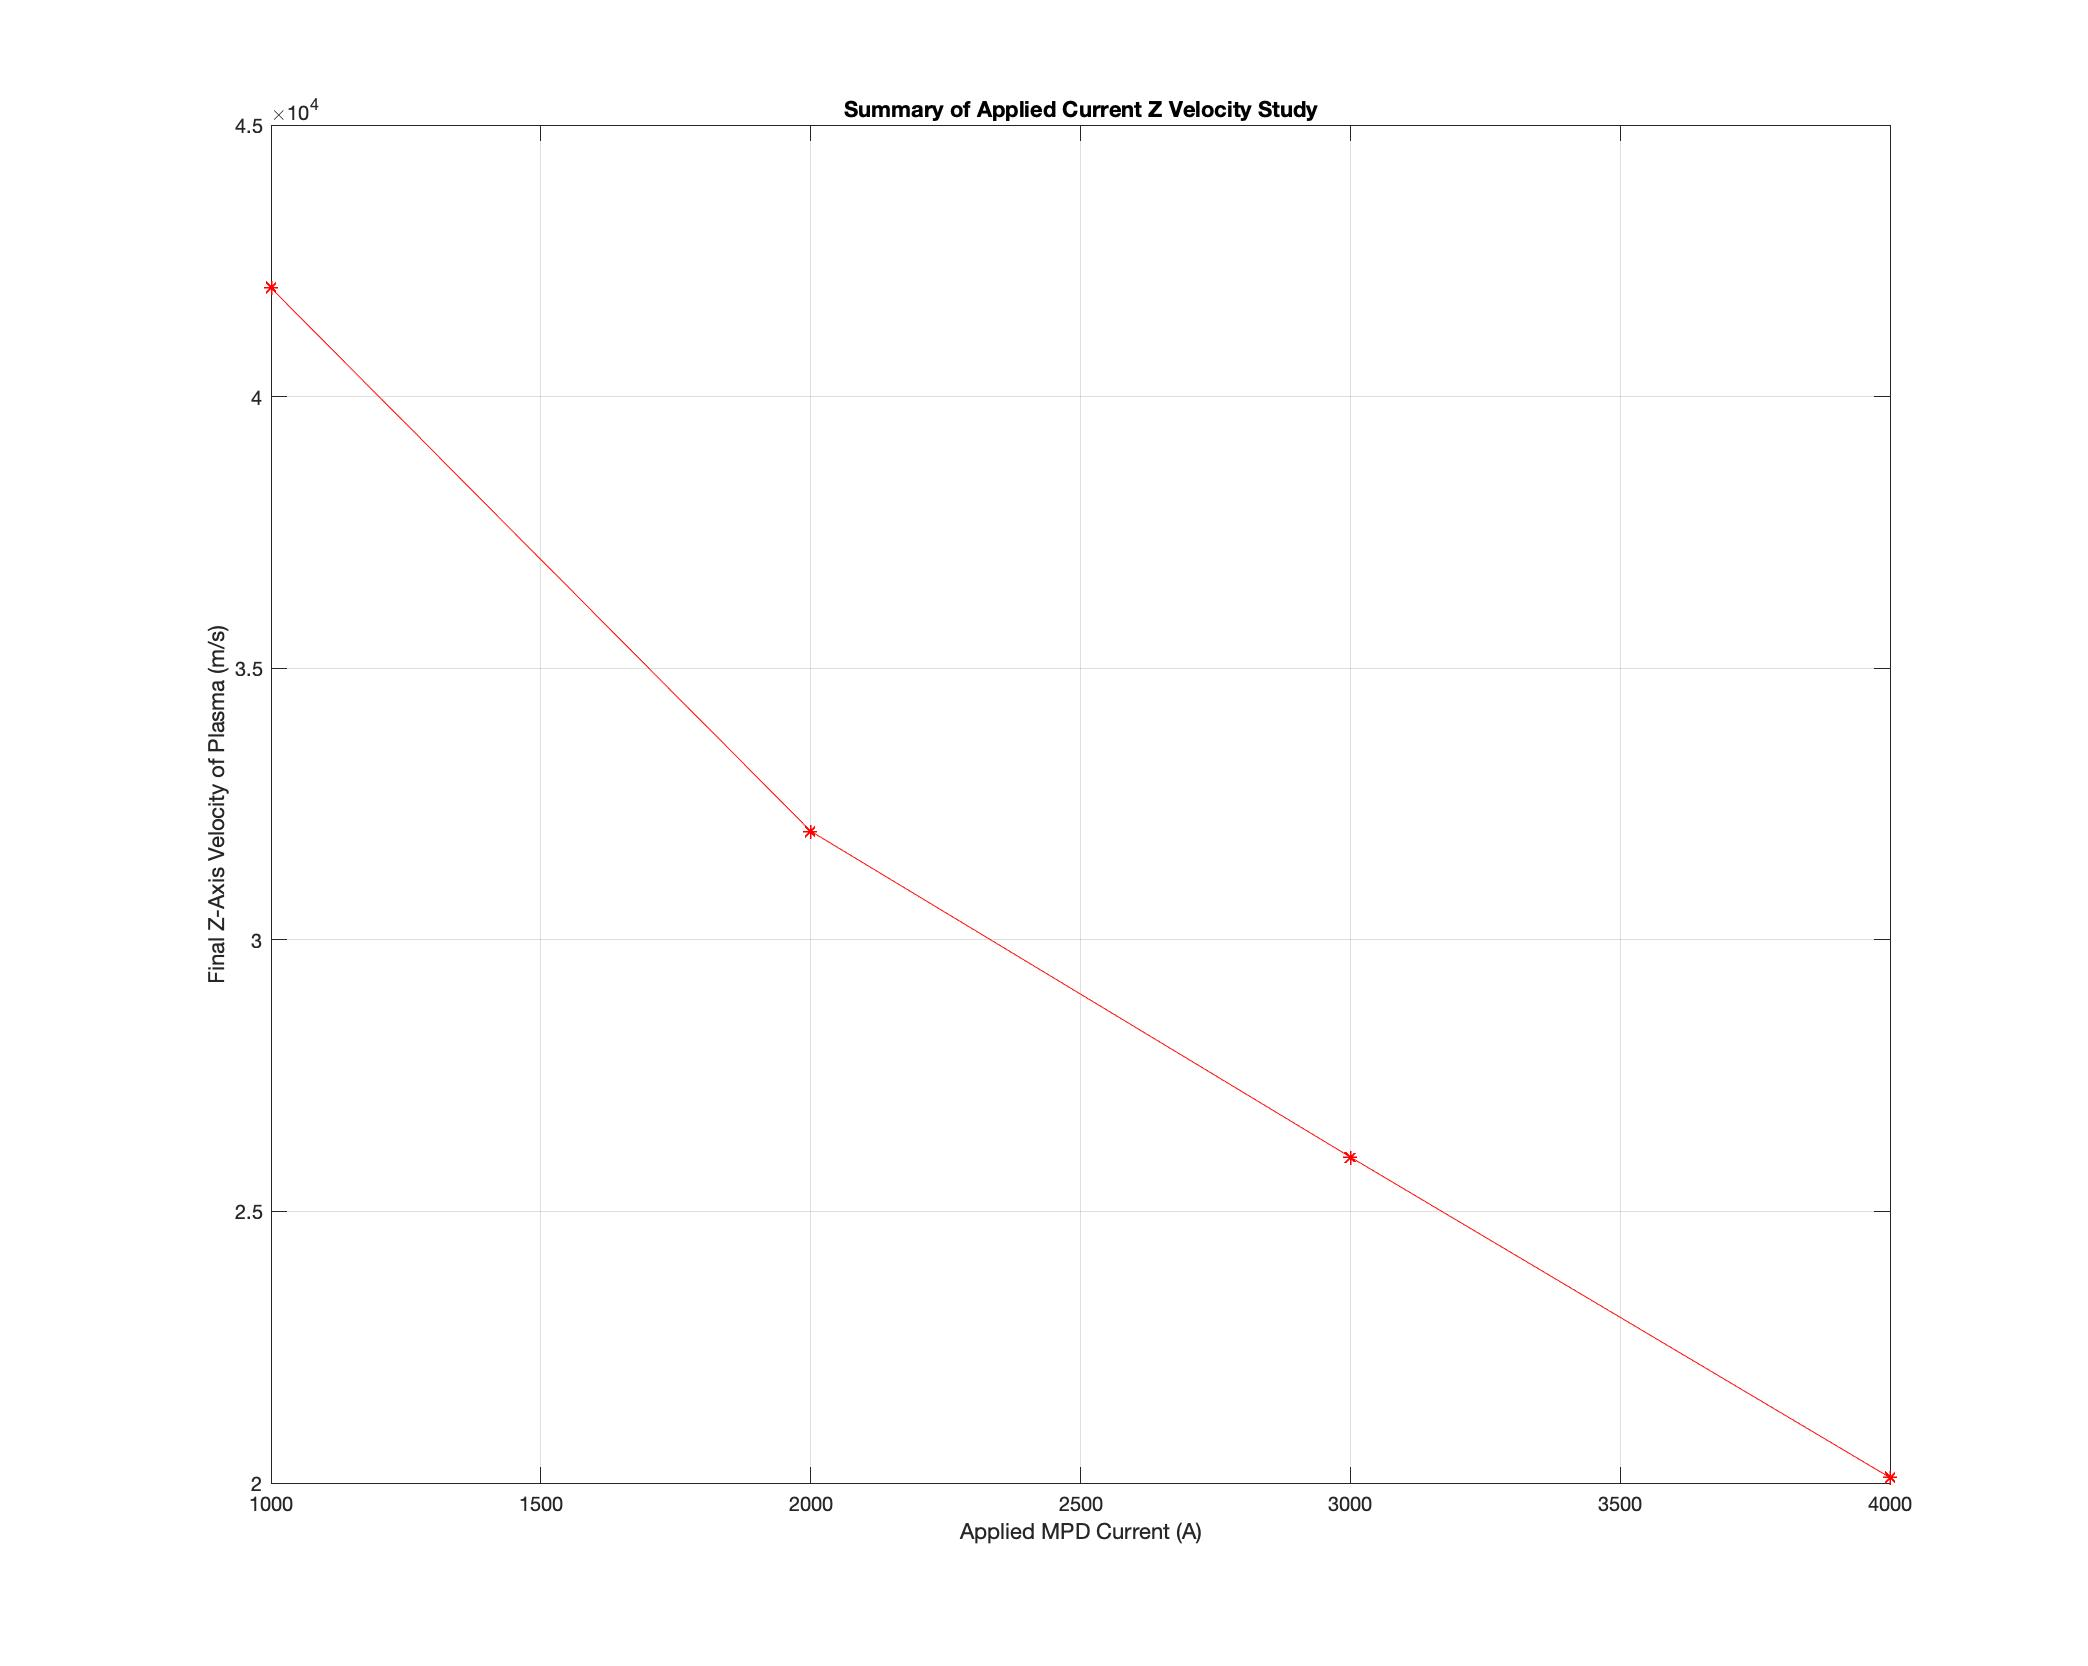 Summary of Applied Current Z Velocity Study
×10^4
4.5
4
3.5
3
2.5
2
Final Z-Axis Velocity of Plasma (m/s)
1000 1500 2000 2500 3000 3500 4000
Applied MPD Current (A)